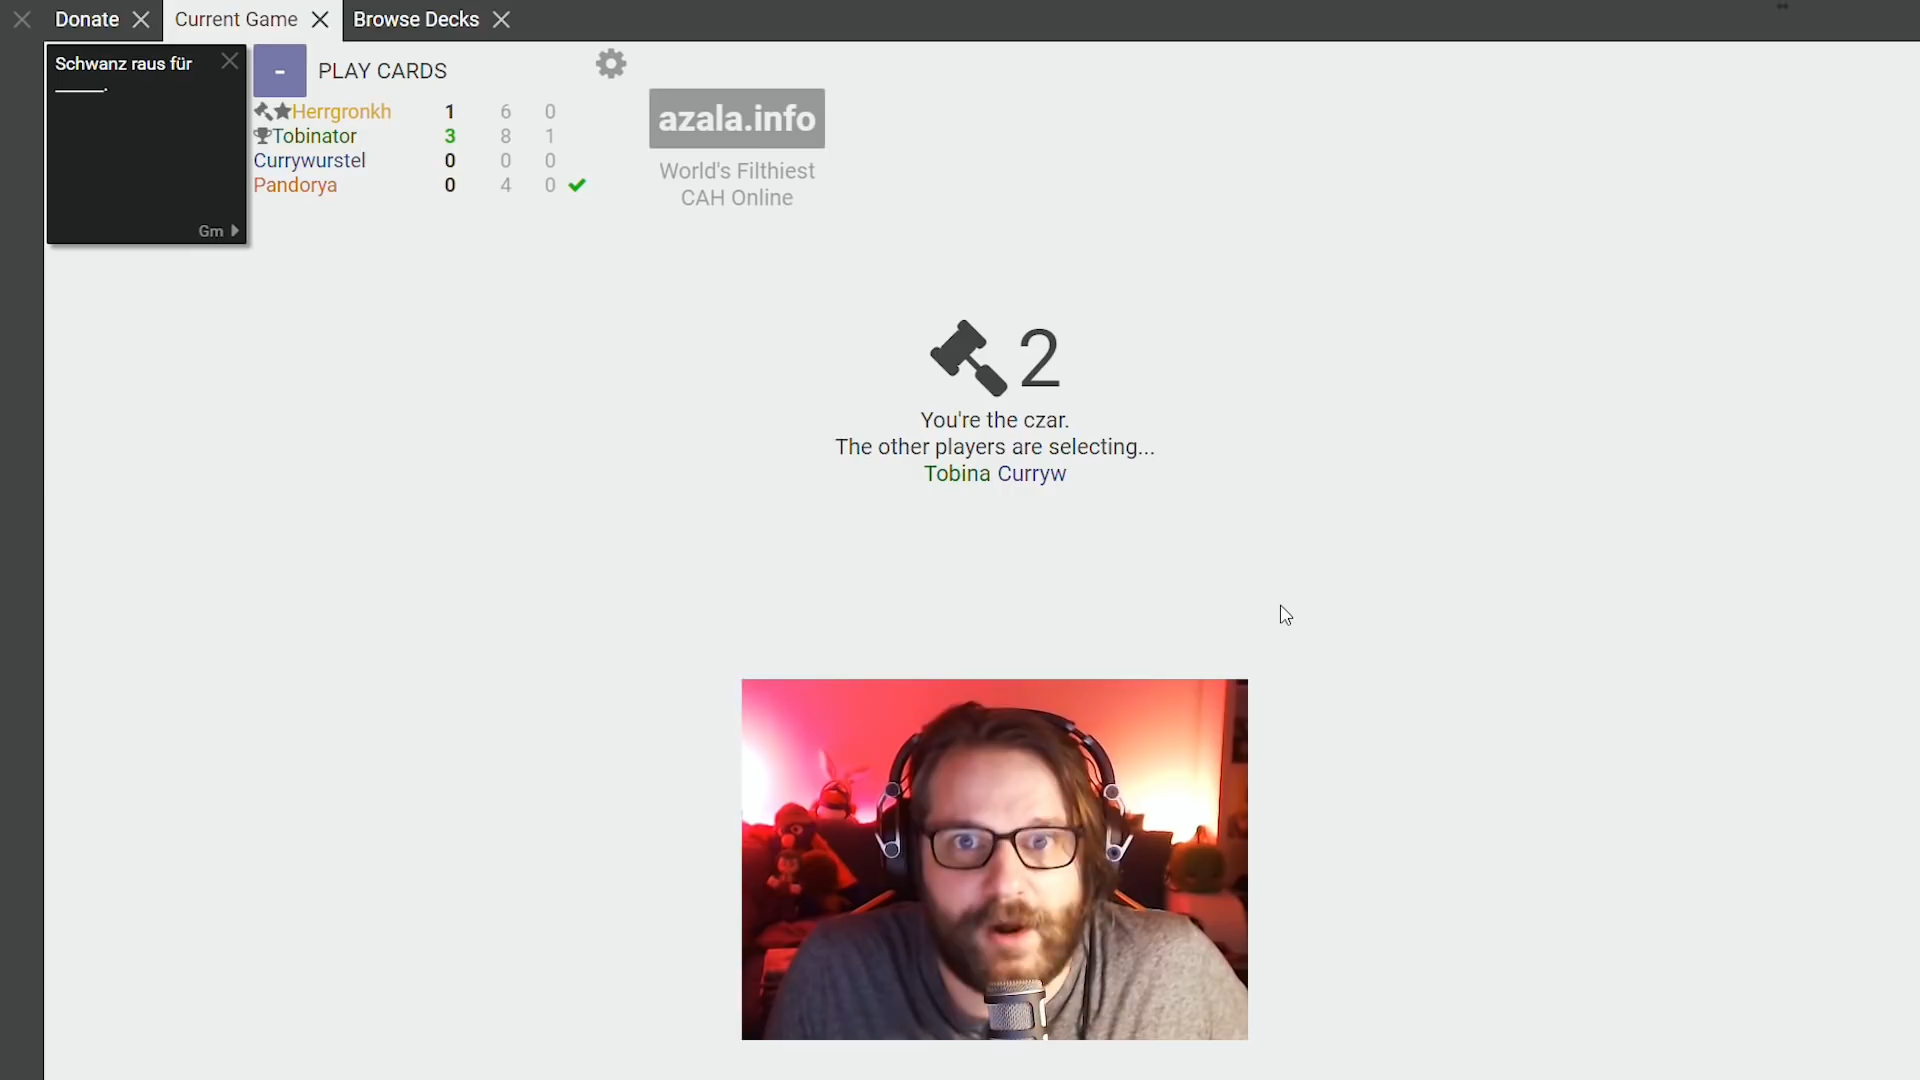 Donate
Current Game
Browse Decks
Schwanz raus für
_____.
Gm
-
PLAY CARDS
Herrgronkh 1 6 0
Tobinator 3 8 1
Currywurstel 0 0 0
Pandorya 0 4 0
azala.info
World's Filthiest
CAH Online
2
You're the czar.
The other players are selecting...
Tobina Curryw